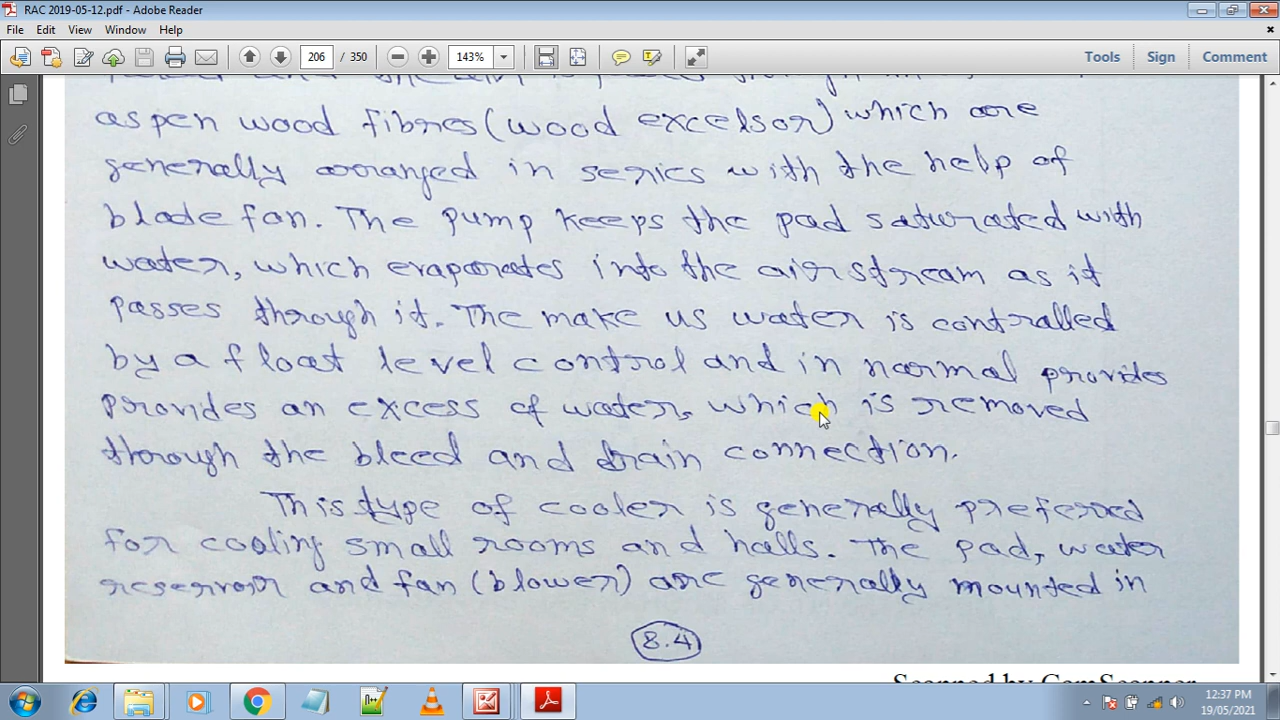 RAC 2019-05-12.pdf - Adobe Reader
File Edit View Window Help
206 / 350 143% Tools Sign Comment
aspen wood fibres (wood excelsor) which are
generally arranged in series with the help of
blade fan. The pump keeps the pad saturated with
water, which evaporates into the airstream as it
passes through it. The make us water is contralled
by a float level control and in normal provides
provides an excess of water, which is removed
through the bleed and drain connection.
This type of cooler is generally preferred
for cooling small rooms and halls. The pad, water
reservoir and fan (blower) are generally mounted in
8.4
Scanned by CamScanner
12:37 PM
19/05/2021